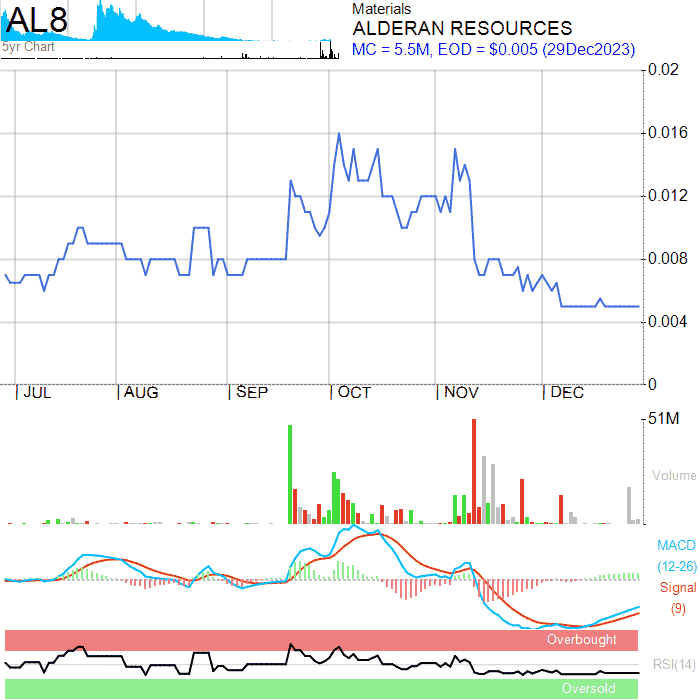 AL8
5yr Chart
Materials
ALDERAN RESOURCES
MC = 5.5M, EOD = $0.005 (29Dec2023)
0.02
0.016
0.012
0.008
0.004
0
JUL AUG SEP OCT NOV DEC
51M
Volume
MACD
(12-26)
Signal
(9)
Overbought
RSI(14)
Oversold